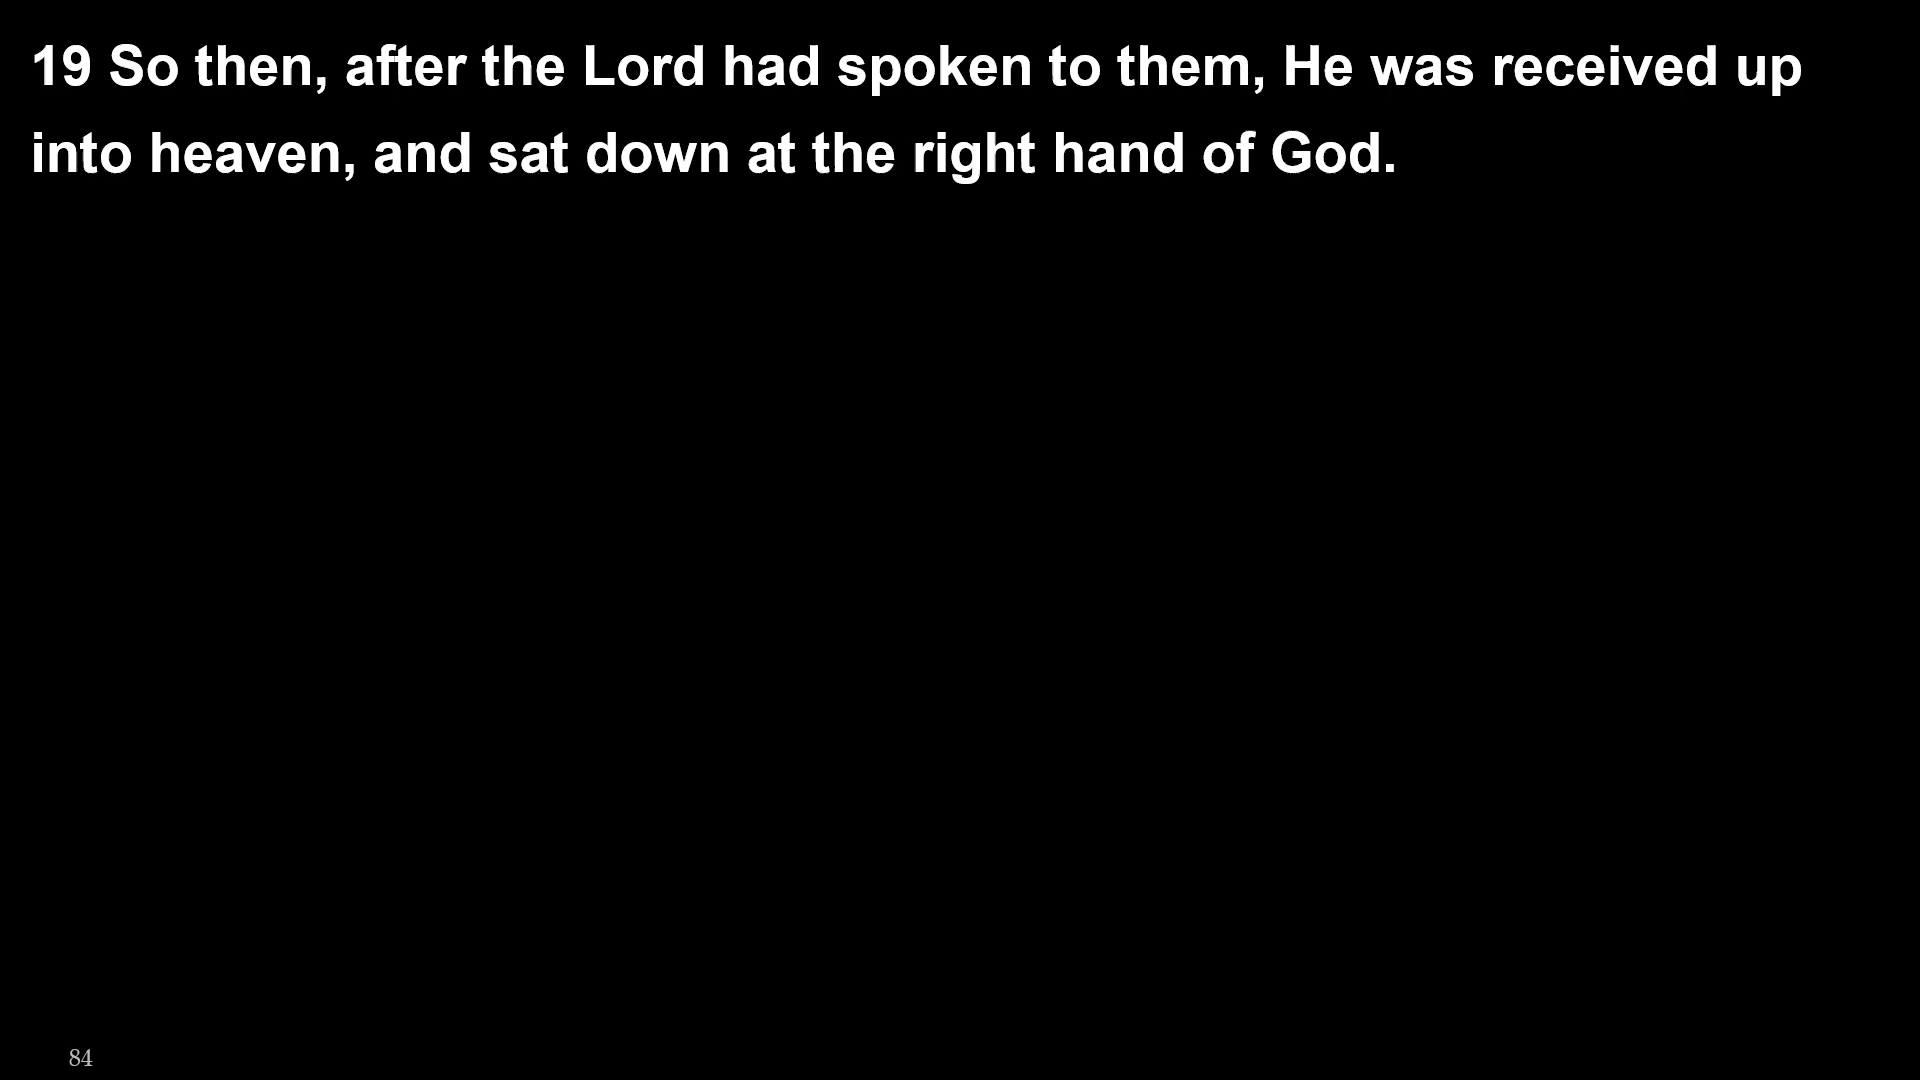 19 So then, after the Lord had spoken to them, He was received up
into heaven, and sat down at the right hand of God.
84